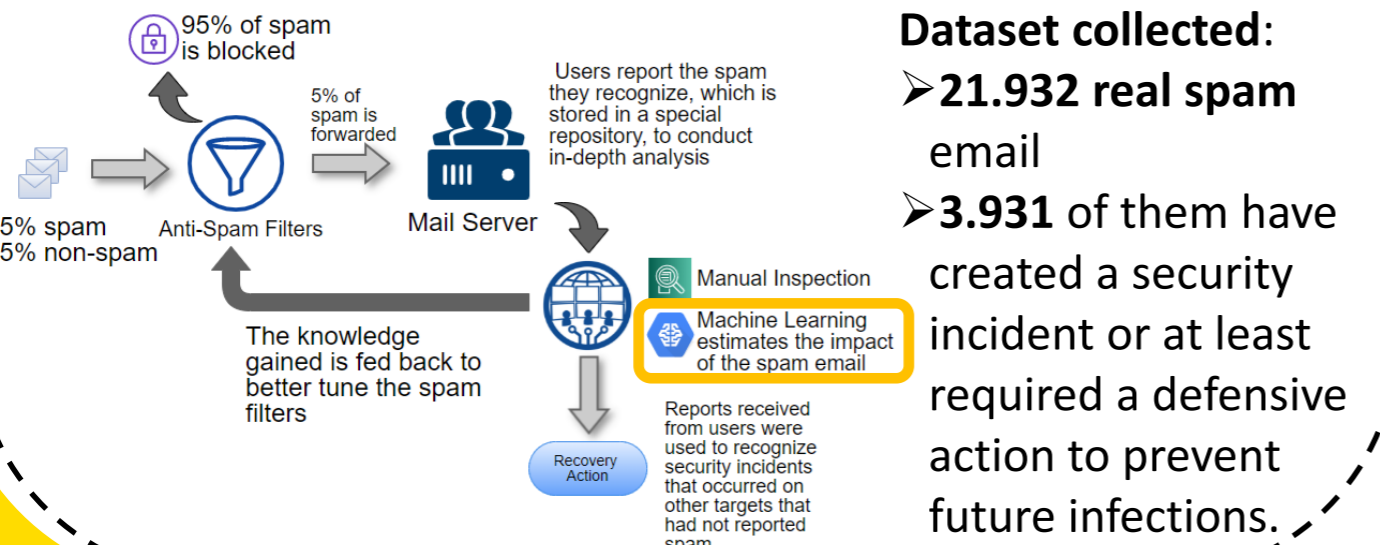 95% of spam
is blocked
5% of
spam is
forwarded
Users report the spam
they recognize, which is
stored in a special
repository, to conduct
in-depth analysis
5% spam
5% non-spam
Anti-Spam Filters
Mail Server
Manual Inspection
Machine Learning
estimates the impact
of the spam email
The knowledge
gained is fed back to
better tune the spam
filters
Recovery
Action
Reports received
from users were
used to recognize
security incidents
that occurred on
other targets that
had not reported
spam
Dataset collected:
➢21.932 real spam
email
➢3.931 of them have
created a security
incident or at least
required a defensive
action to prevent
future infections.